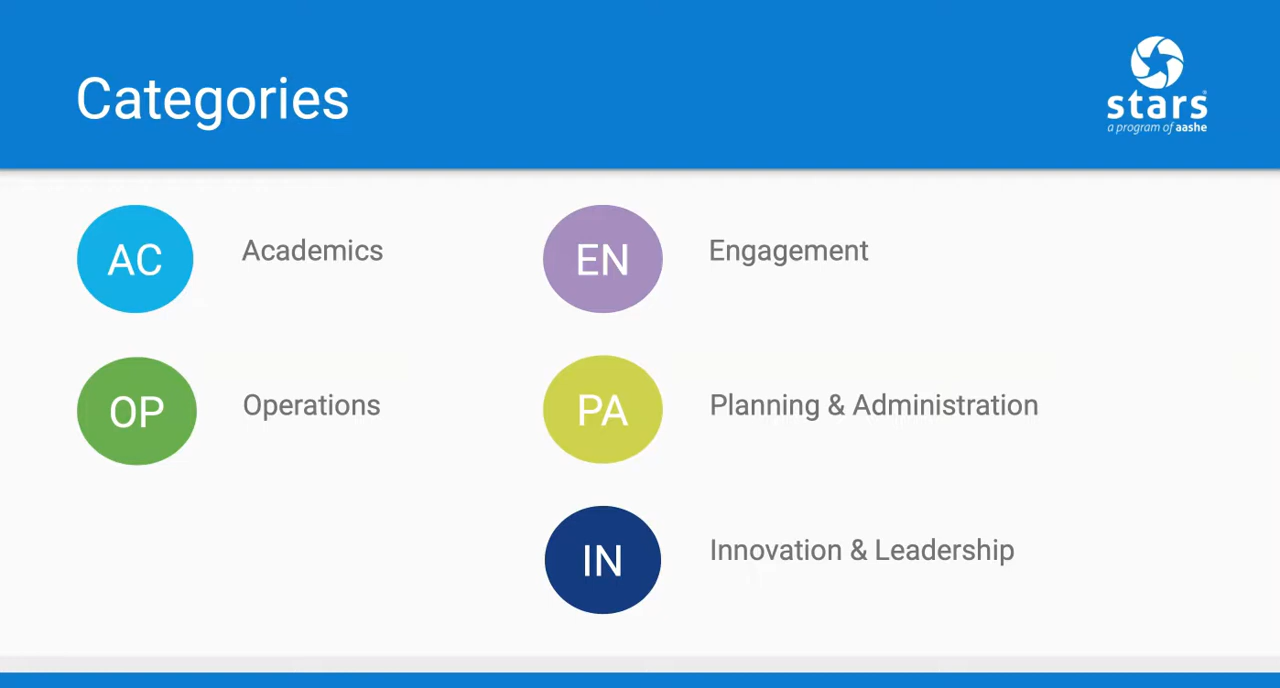 Categories
stars®
a program of aashe
AC Academics
EN Engagement
OP Operations
PA Planning & Administration
IN Innovation & Leadership